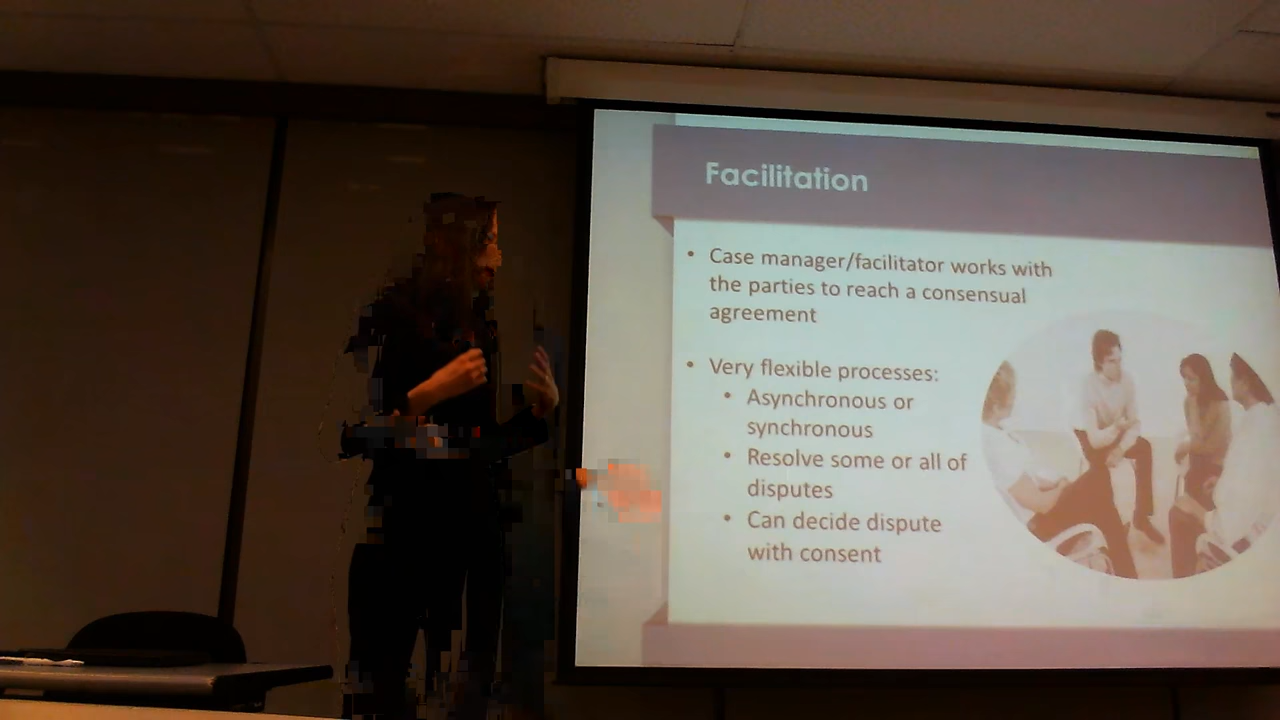 Facilitation
• Case manager/facilitator works with
the parties to reach a consensual
agreement
• Very flexible processes:
• Asynchronous or
synchronous
• Resolve some or all of
disputes
• Can decide dispute
with consent